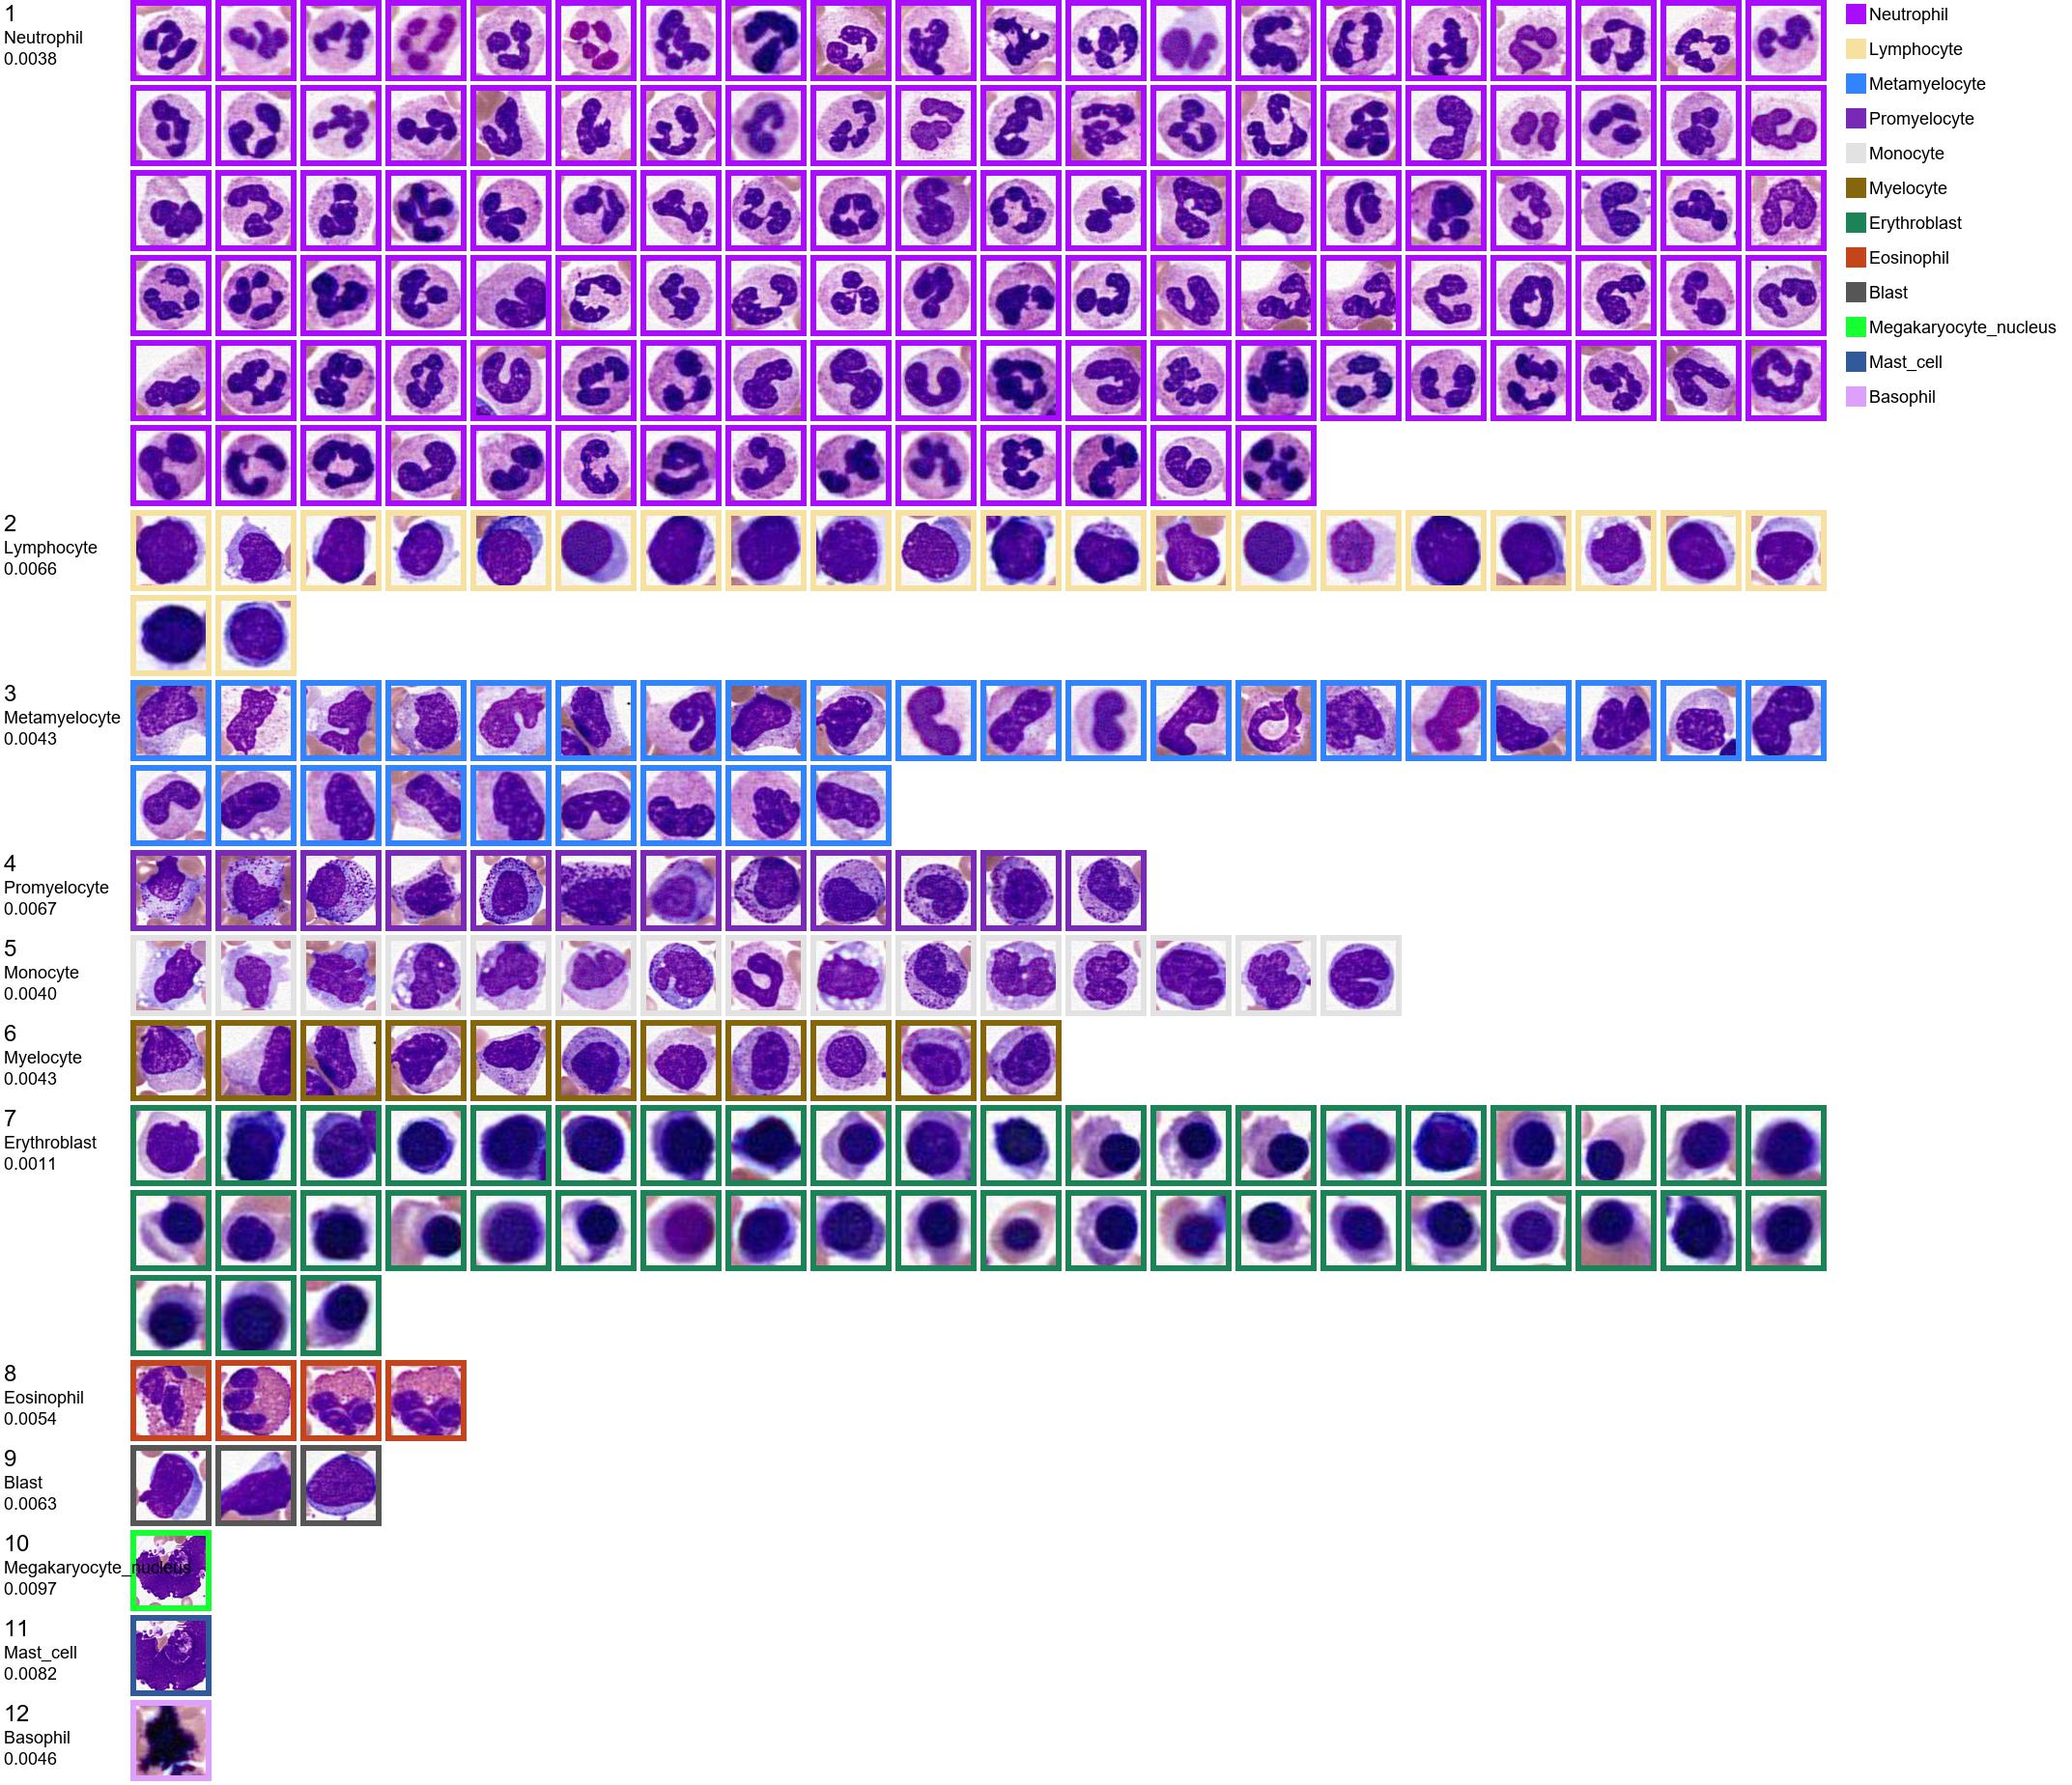 1
Neutrophil
0.0038
2
Lymphocyte
0.0066
3
Metamyelocyte
0.0043
4
Promyelocyte
0.0067
5
Monocyte
0.0040
6
Myelocyte
0.0043
7
Erythroblast
0.0011
8
Eosinophil
0.0054
9
Blast
0.0063
10
Megakaryocyte_nucleus
0.0097
11
Mast_cell
0.0082
12
Basophil
0.0046
Neutrophil
Lymphocyte
Metamyelocyte
Promyelocyte
Monocyte
Myelocyte
Erythroblast
Eosinophil
Blast
Megakaryocyte_nucleus
Mast_cell
Basophil